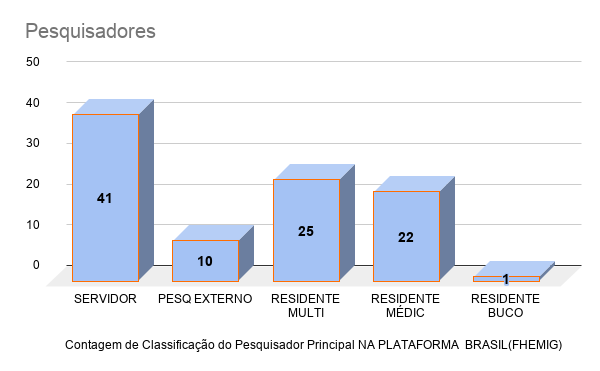 Pesquisadores
50
40
30
20
10
0
41
10
25
22
1
SERVIDOR
PESQ EXTERNO
RESIDENTE
MULTI
RESIDENTE
MÉDIC
RESIDENTE
BUCO
Contagem de Classificação do Pesquisador Principal NA PLATAFORMA BRASIL(FHEMIG)